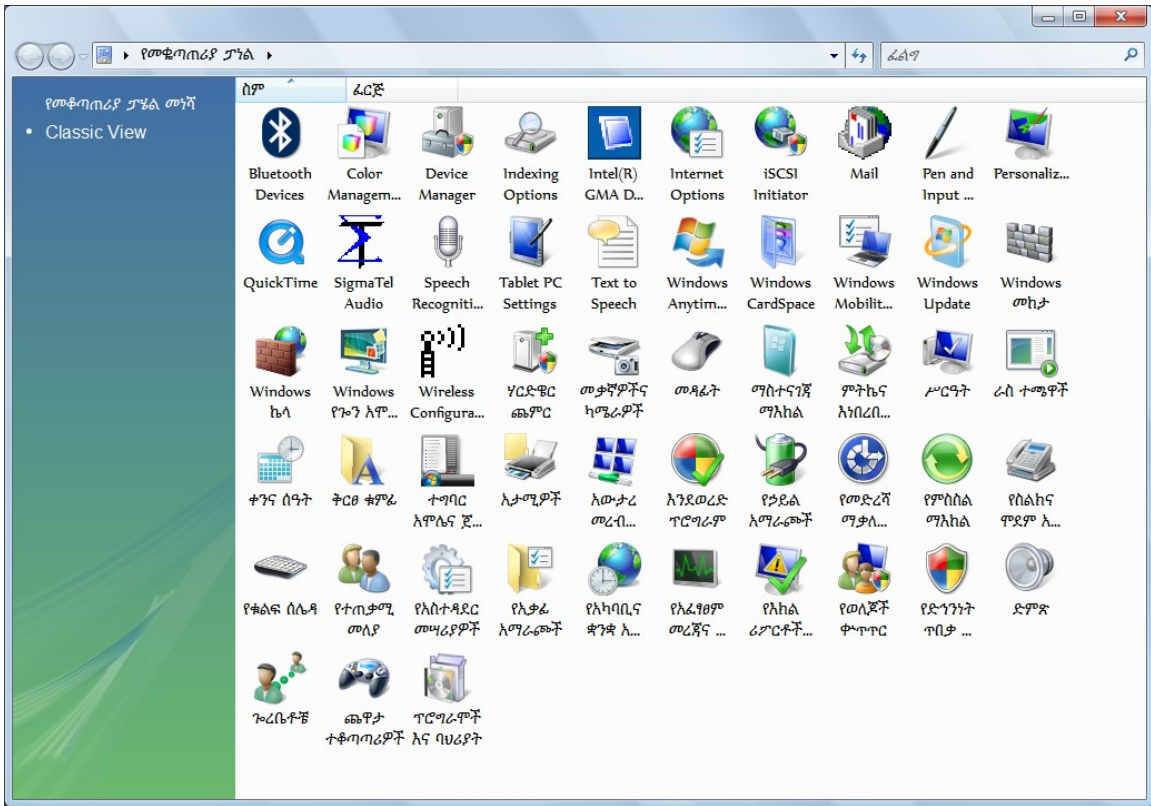 የመቈጣጠሪያ ፓነል
ፈልግ
የመቆጣጠሪያ ፓሄል መነሻ
Classic View
ስም ፈርጅ
Bluetooth Devices
Color Managem...
Device Manager
Indexing Options
Intel(R) GMA D...
Internet Options
iSCSI Initiator
Mail
Pen and Input ...
Personaliz...
QuickTime
SigmaTel Audio
Speech Recogniti...
Tablet PC Settings
Text to Speech
Windows Anytim...
Windows CardSpace
Windows Mobilit...
Windows Update
Windows መከታ
Windows ኬላ
Windows የጐን አሞ...
Wireless Configura...
ሃርድዌር ጨምር
መቃኛዎችና ካሜራዎች
መዳፊት
ማስተናገጃ ማእከል
ምትኬና እነበረበ...
ሥርዓት
ራስ ተጫዋች
ቀንና ሰዓት
ቅርፀ ቁምፊ
ተግባር አሞሌና ጀ...
አታሚዎች
አውታረ መረብ...
እንደወረድ ፕሮግራም
የኃይል አማራጮች
የመድረሻ ማቃለ...
የምስስል ማእከል
የስልክና ሞደም አ...
የቁልፍ ሰሌዳ
የተጠቃሚ መለያ
የአስተዳደር መሣሪያዎች
የአቃፊ አማራጮች
የአካባቢና ቋንቋ አ...
የአፈፃፀም መረጃና ...
የእክል ሪፖርቶች...
የወላጆች ቍጥጥር
የድኅንነት ጥበቃ ...
ድምጽ
ጐረቤቶቼ
ጨዋታ ተቆጣጣሪዎች
ፕሮግራሞች እና ባህሪያት